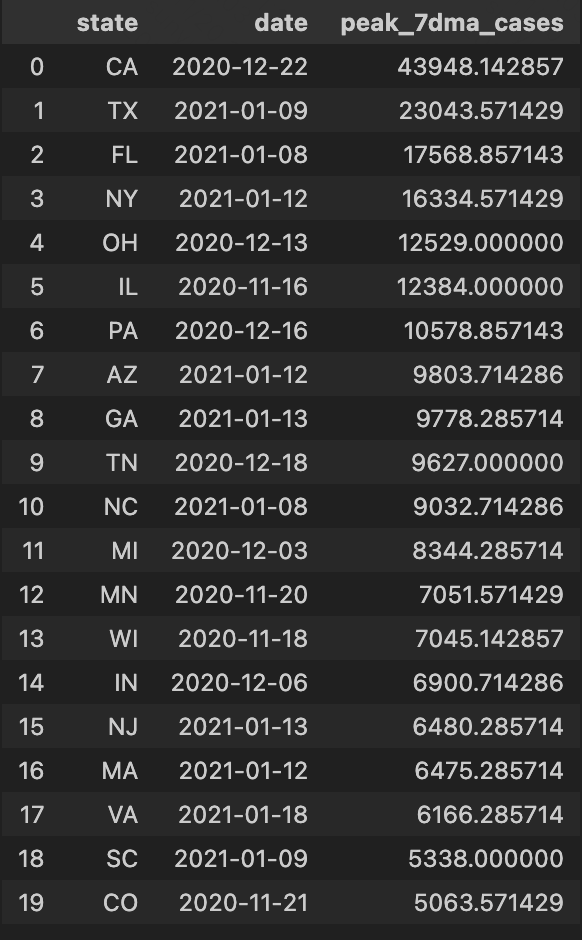 state date peak_7dma_cases
0 CA 2020-12-22 43948.142857
1 TX 2021-01-09 23043.571429
2 FL 2021-01-08 17568.857143
3 NY 2021-01-12 16334.571429
4 OH 2020-12-13 12529.000000
5 IL 2020-11-16 12384.000000
6 PA 2020-12-16 10578.857143
7 AZ 2021-01-12 9803.714286
8 GA 2021-01-13 9778.285714
9 TN 2020-12-18 9627.000000
10 NC 2021-01-08 9032.714286
11 MI 2020-12-03 8344.285714
12 MN 2020-11-20 7051.571429
13 WI 2020-11-18 7045.142857
14 IN 2020-12-06 6900.714286
15 NJ 2021-01-13 6480.285714
16 MA 2021-01-12 6475.285714
17 VA 2021-01-18 6166.285714
18 SC 2021-01-09 5338.000000
19 CO 2020-11-21 5063.571429